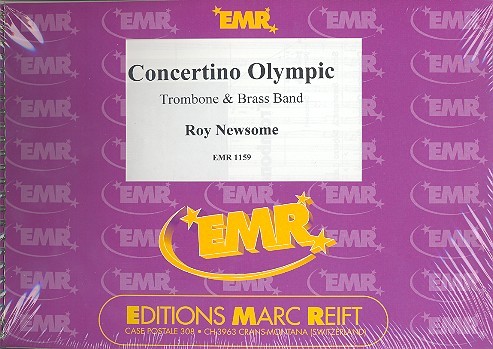 EMR
Concertino Olympic
Trombone & Brass Band
Roy Newsome
EMR 1159
EMR
EDITIONS MARC REIFT
CASE POSTALE 308 • CH-3963 CRANS-MONTANA (SWITZERLAND)